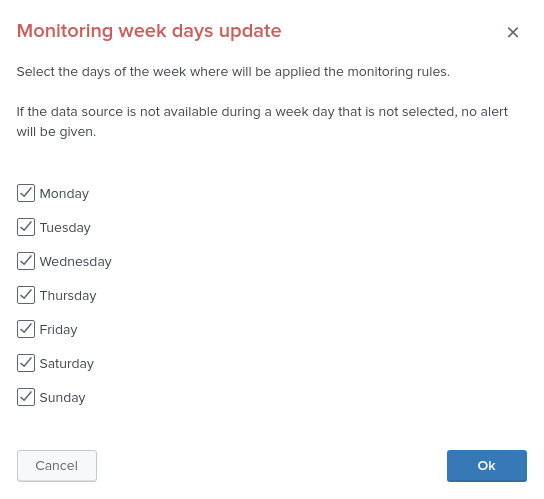 Monitoring week days update
Select the days of the week where will be applied the monitoring rules.
If the data source is not available during a week day that is not selected, no alert
will be given.
Monday
Tuesday
Wednesday
Thursday
Friday
Saturday
Sunday
Cancel
Ok